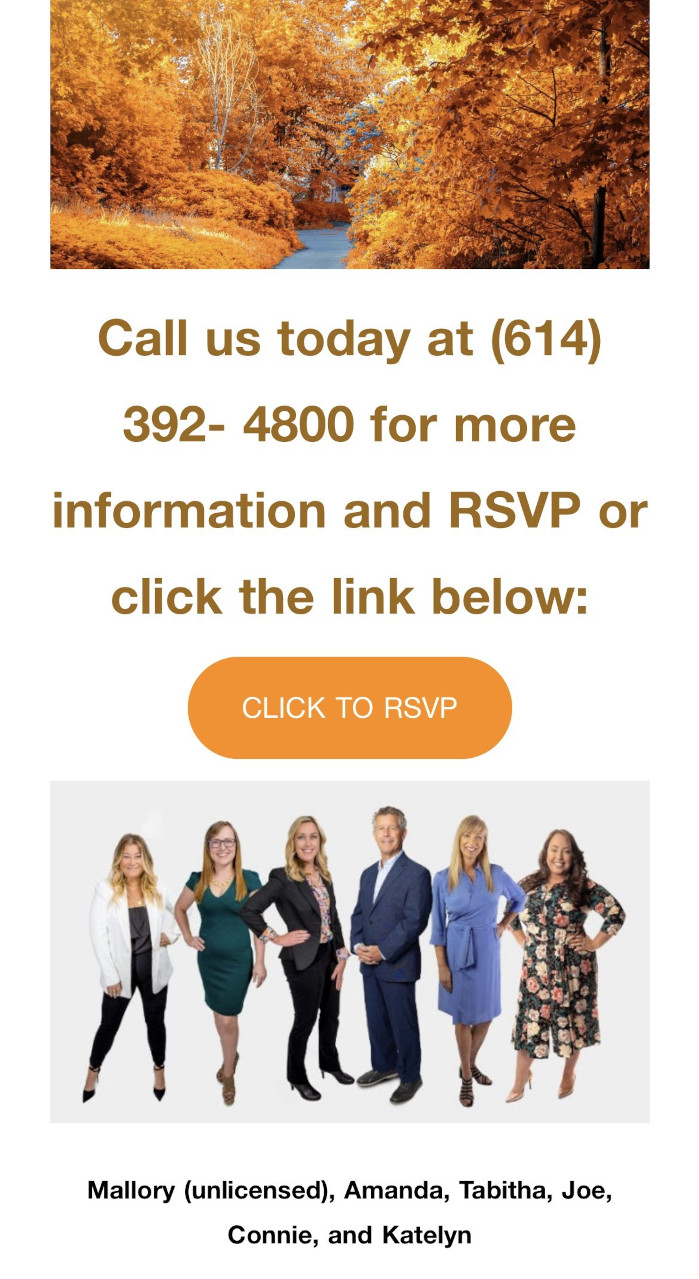 Call us today at (614)
392- 4800 for more
information and RSVP or
click the link below:
CLICK TO RSVP
Mallory (unlicensed), Amanda, Tabitha, Joe,
Connie, and Katelyn